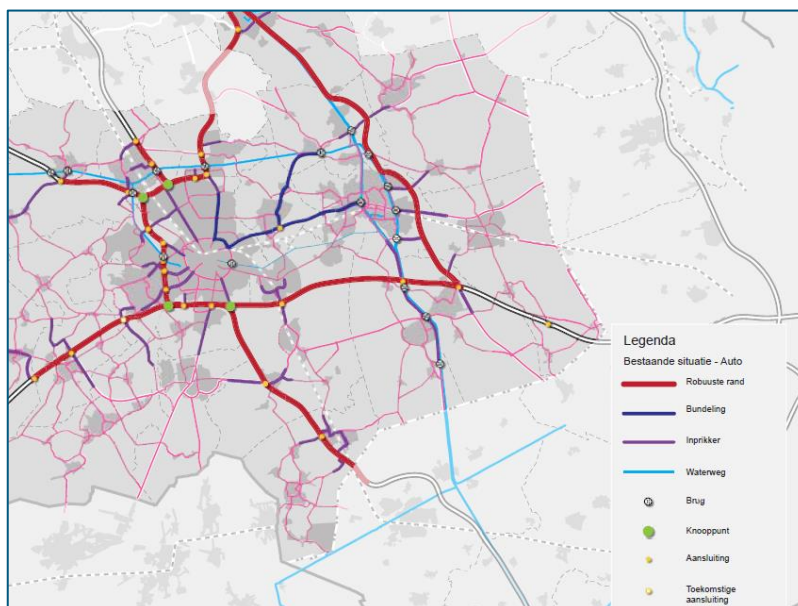 Legenda
Bestaande situatie - Auto
Robuuste rand
Bundeling
Inprikker
Waterweg
Brug
Knooppunt
Aansluiting
Toekomstige
aansluiting